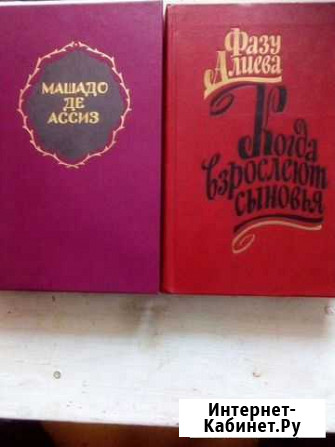 МАШАДО
ДЕ
АССИЗ
Фазу
Алиева
Когда
взрослеют
сыновья
Интернет-
Кабинет.Ру